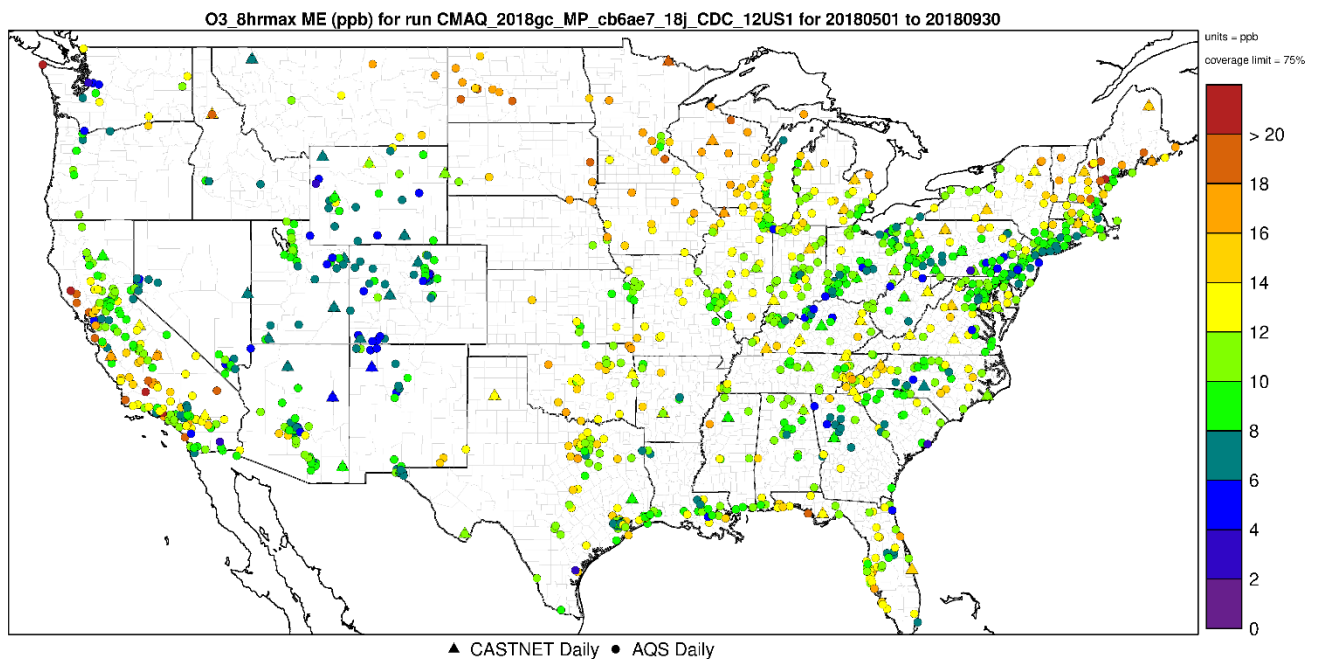 O3_8hrmax ME (ppb) for run CMAQ_2018gc_MP_cb6ae7_18j_CDC_12US1 for 20180501 to 20180930
units = ppb
coverage limit = 75%
> 20
18
16
14
12
10
8
6
4
2
0
▲ CASTNET Daily ● AQS Daily